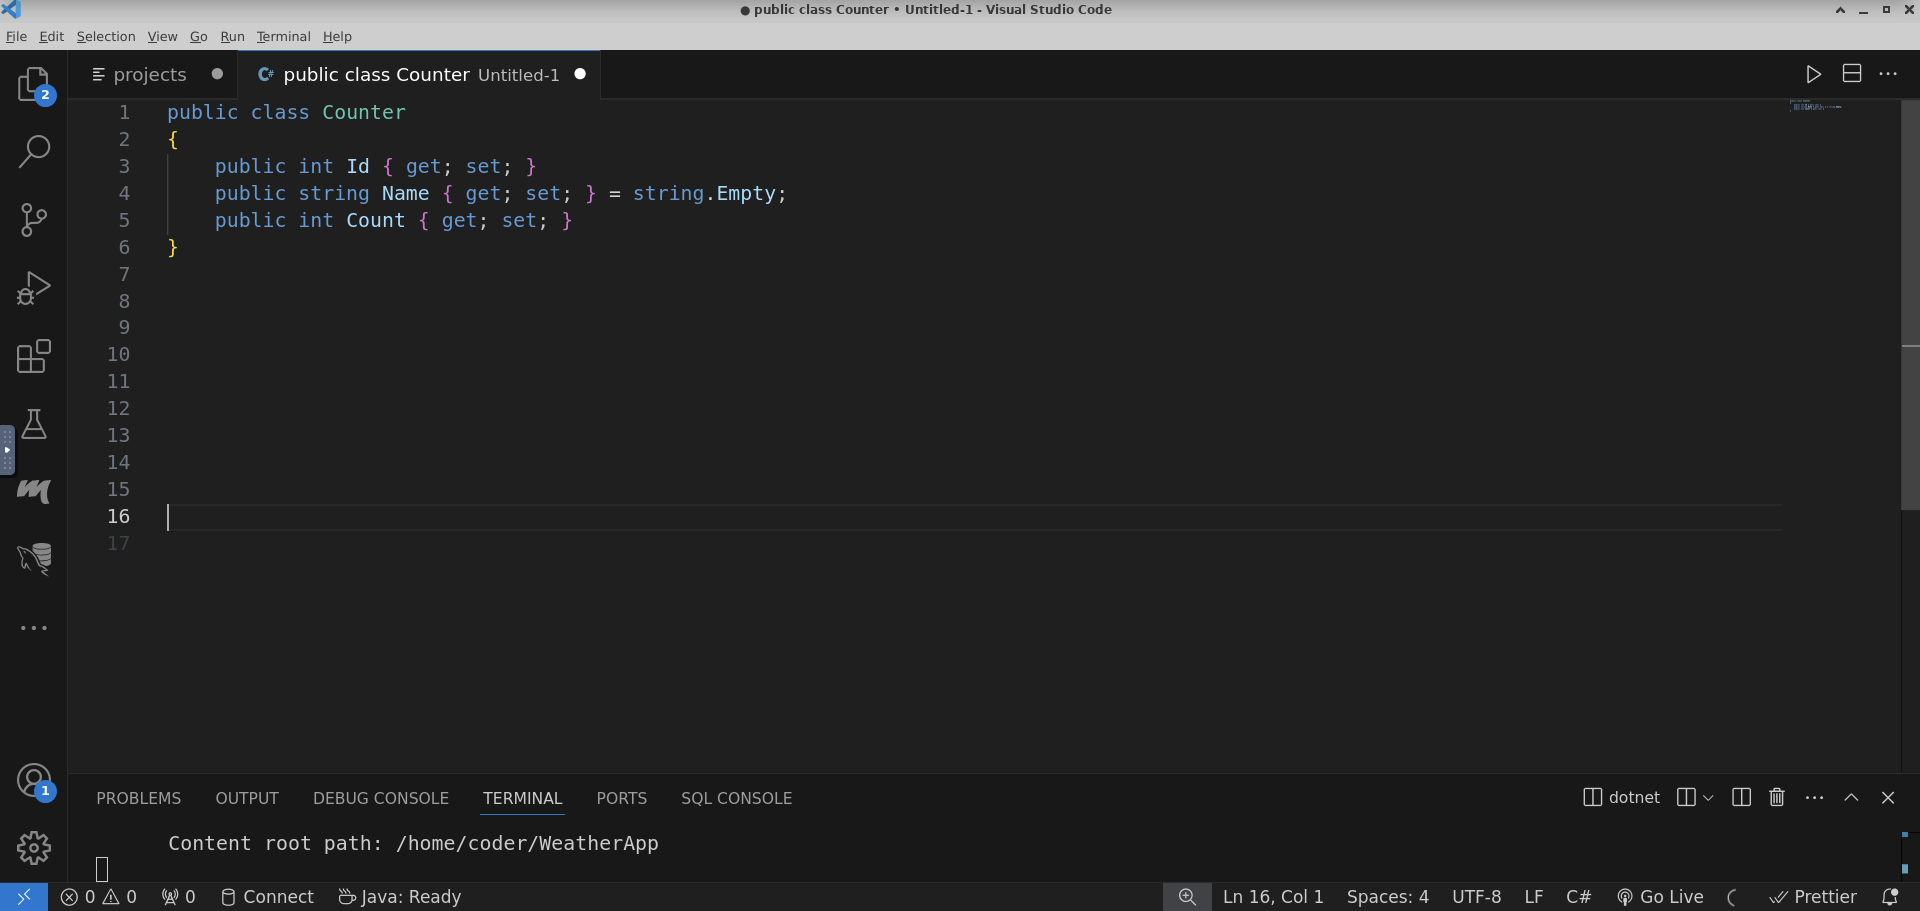 ● public class Counter • Untitled-1 - Visual Studio Code
File Edit Selection View Go Run Terminal Help
projects
C# public class Counter Untitled-1
2
1 public class Counter
2 {
3 public int Id { get; set; }
4 public string Name { get; set; } = string.Empty;
5 public int Count { get; set; }
6 }
7
8
9
10
11
12
13
14
15
16
17
1
PROBLEMS OUTPUT DEBUG CONSOLE TERMINAL PORTS SQL CONSOLE
dotnet
Content root path: /home/coder/WeatherApp
0 0 0 Connect Java: Ready Ln 16, Col 1 Spaces: 4 UTF-8 LF C# Go Live Prettier